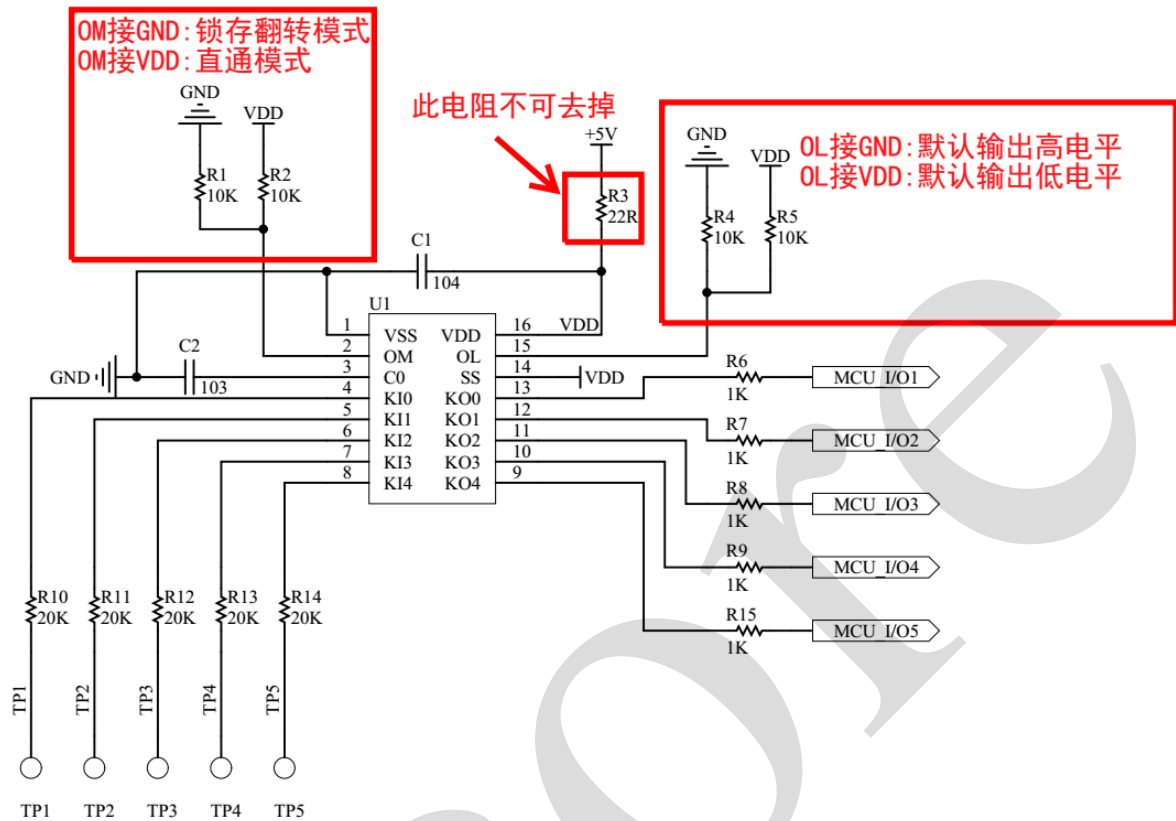 OM接GND:锁存翻转模式
OM接VDD:直通模式
GND
VDD
R1
10K
R2
10K
此电阻不可去掉
+5V
R3
22R
GND
VDD
OL接GND:默认输出高电平
OL接VDD:默认输出低电平
R4
10K
R5
10K
C1
104
U1
1 VSS VDD 16 VDD
2 OM OL 15
3 C0 SS 14 VDD
4 KI0 KO0 13
5 KI1 KO1 12
6 KI2 KO2 11
7 KI3 KO3 10
8 KI4 KO4 9
GND
C2
103
R6
1K
MCU_I/O1
R7
1K
MCU_I/O2
R8
1K
MCU_I/O3
R9
1K
MCU_I/O4
R15
1K
MCU_I/O5
R10
20K
R11
20K
R12
20K
R13
20K
R14
20K
TP1
TP2
TP3
TP4
TP5
TP1 TP2 TP3 TP4 TP5
ore